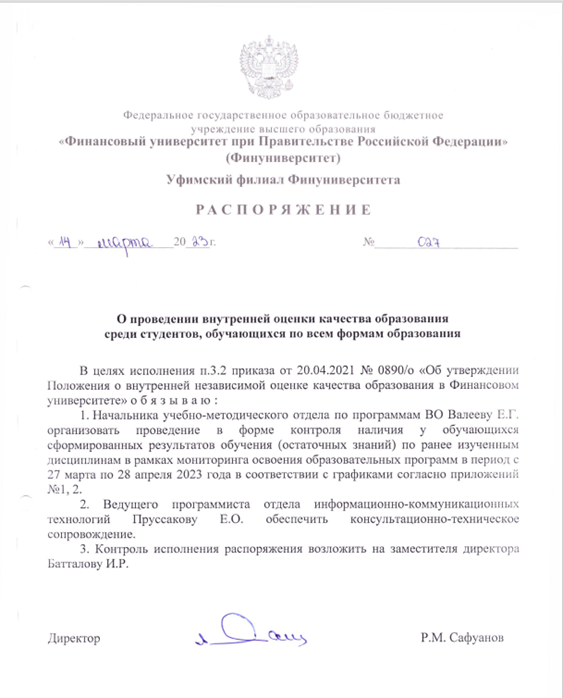 Федеральное государственное образовательное бюджетное
учреждение высшего образования
«Финансовый университет при Правительстве Российской Федерации»
(Финуниверситет)
Уфимский филиал Финуниверситета
Р А С П О Р Я Ж Е Н И Е
« 14 » марта 20 23 г. № 027
О проведении внутренней оценки качества образования
среди студентов, обучающихся по всем формам образования
В целях исполнения п.3.2 приказа от 20.04.2021 № 0890/о «Об утверждении
Положения о внутренней независимой оценке качества образования в Финансовом
университете» о б я з ы в а ю :
1. Начальника учебно-методического отдела по программам ВО Валееву Е.Г.
организовать проведение в форме контроля наличия у обучающихся
сформированных результатов обучения (остаточных знаний) по ранее изученным
дисциплинам в рамках мониторинга освоения образовательных программ в период с
27 марта по 28 апреля 2023 года в соответствии с графиками согласно приложений
№1, 2.
2. Ведущего программиста отдела информационно-коммуникационных
технологий Пруссакову Е.О. обеспечить консультационно-техническое
сопровождение.
3. Контроль исполнения распоряжения возложить на заместителя директора
Батталову И.Р.
Директор Р.М. Сафуанов